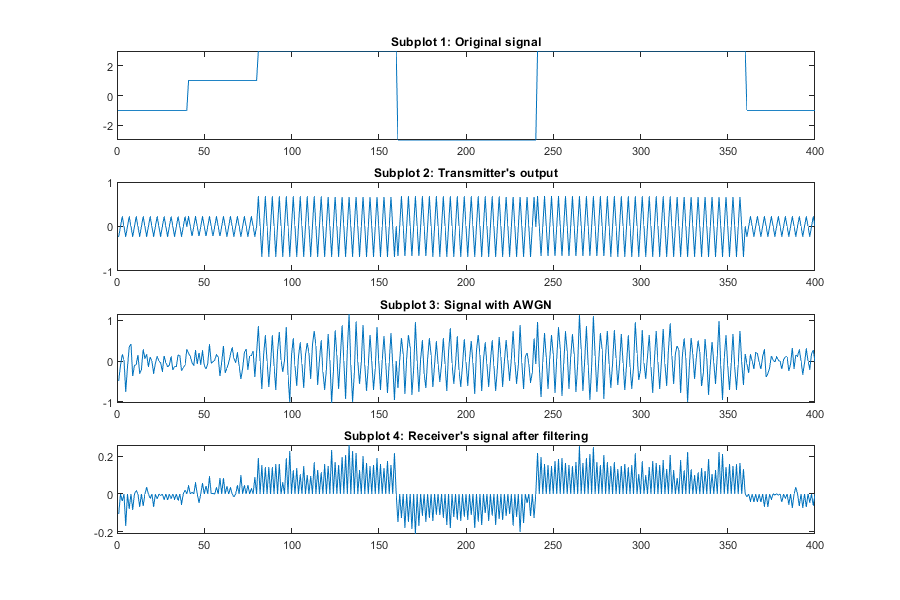 Subplot 1: Original signal
2
0
-2
0 50 100 150 200 250 300 350 400
Subplot 2: Transmitter's output
1
0
-1
0 50 100 150 200 250 300 350 400
Subplot 3: Signal with AWGN
1
0
-1
0 50 100 150 200 250 300 350 400
Subplot 4: Receiver's signal after filtering
0.2
0
-0.2
0 50 100 150 200 250 300 350 400